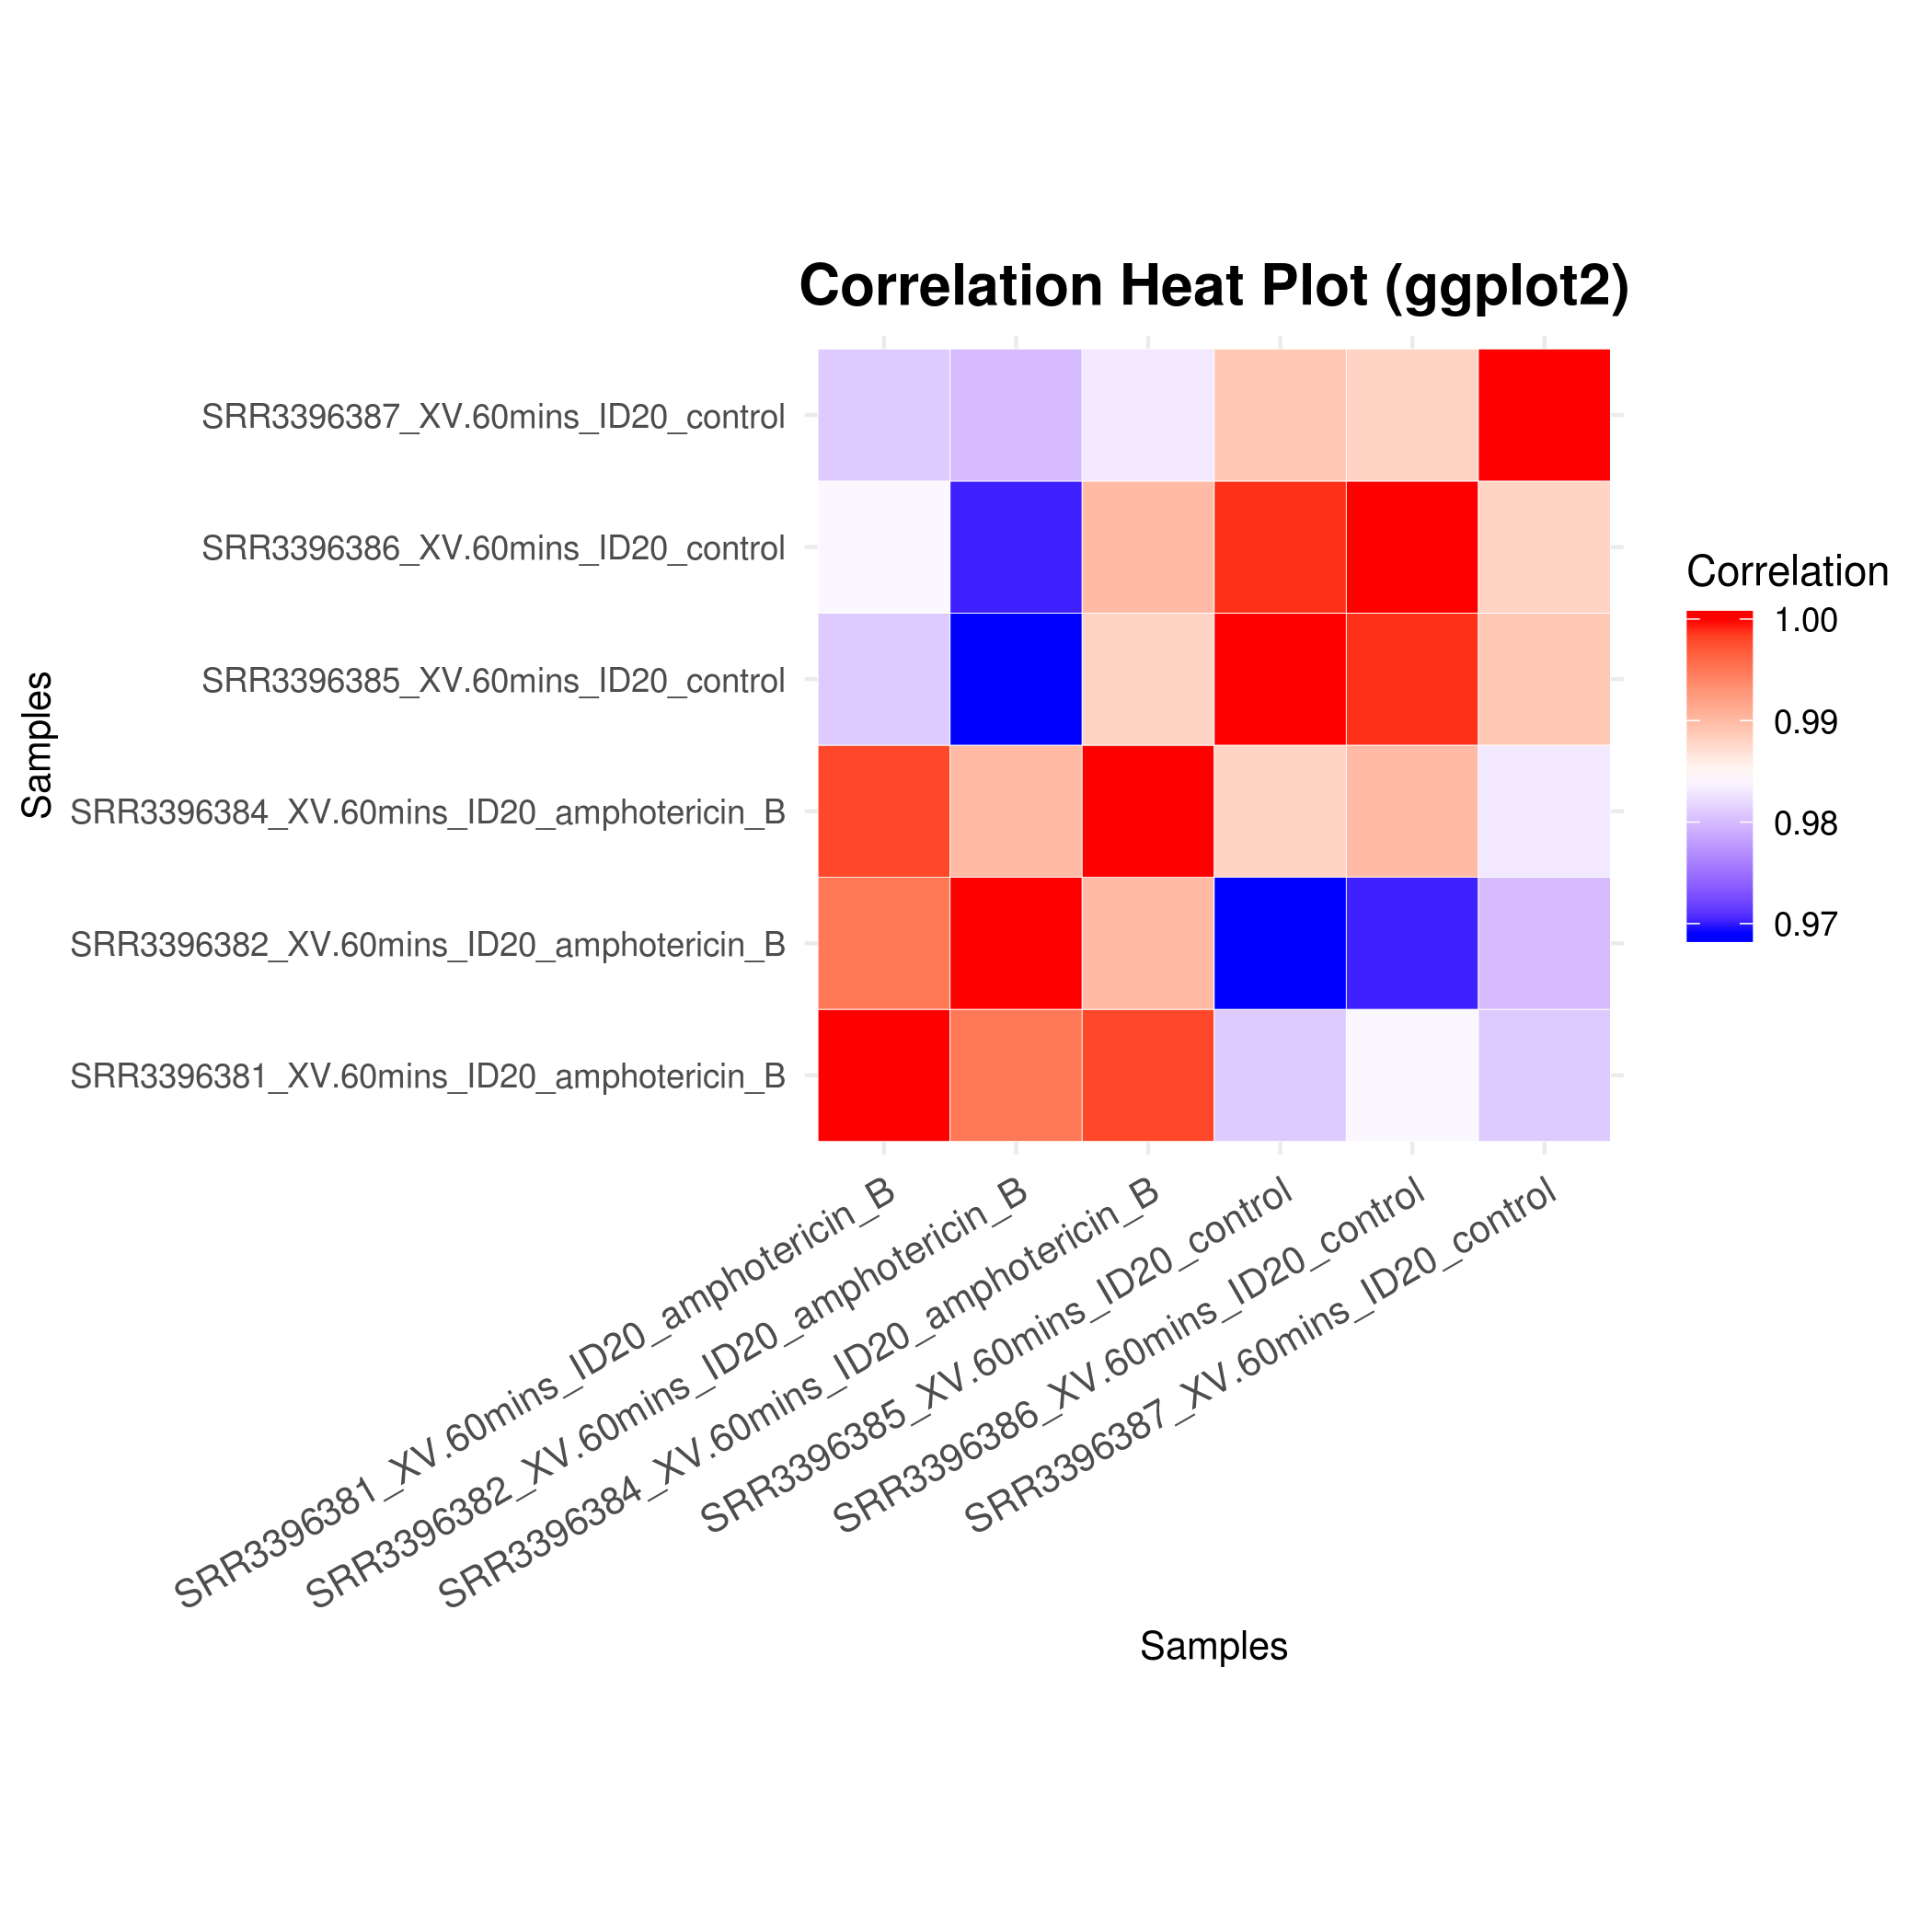 Correlation Heat Plot (ggplot2)
Samples
SRR3396387_XV.60mins_ID20_control
SRR3396386_XV.60mins_ID20_control
SRR3396385_XV.60mins_ID20_control
SRR3396384_XV.60mins_ID20_amphotericin_B
SRR3396382_XV.60mins_ID20_amphotericin_B
SRR3396381_XV.60mins_ID20_amphotericin_B
Correlation
1.00
0.99
0.98
0.97
SRR3396381_XV.60mins_ID20_amphotericin_B
SRR3396382_XV.60mins_ID20_amphotericin_B
SRR3396384_XV.60mins_ID20_amphotericin_B
SRR3396385_XV.60mins_ID20_control
SRR3396386_XV.60mins_ID20_control
SRR3396387_XV.60mins_ID20_control
Samples